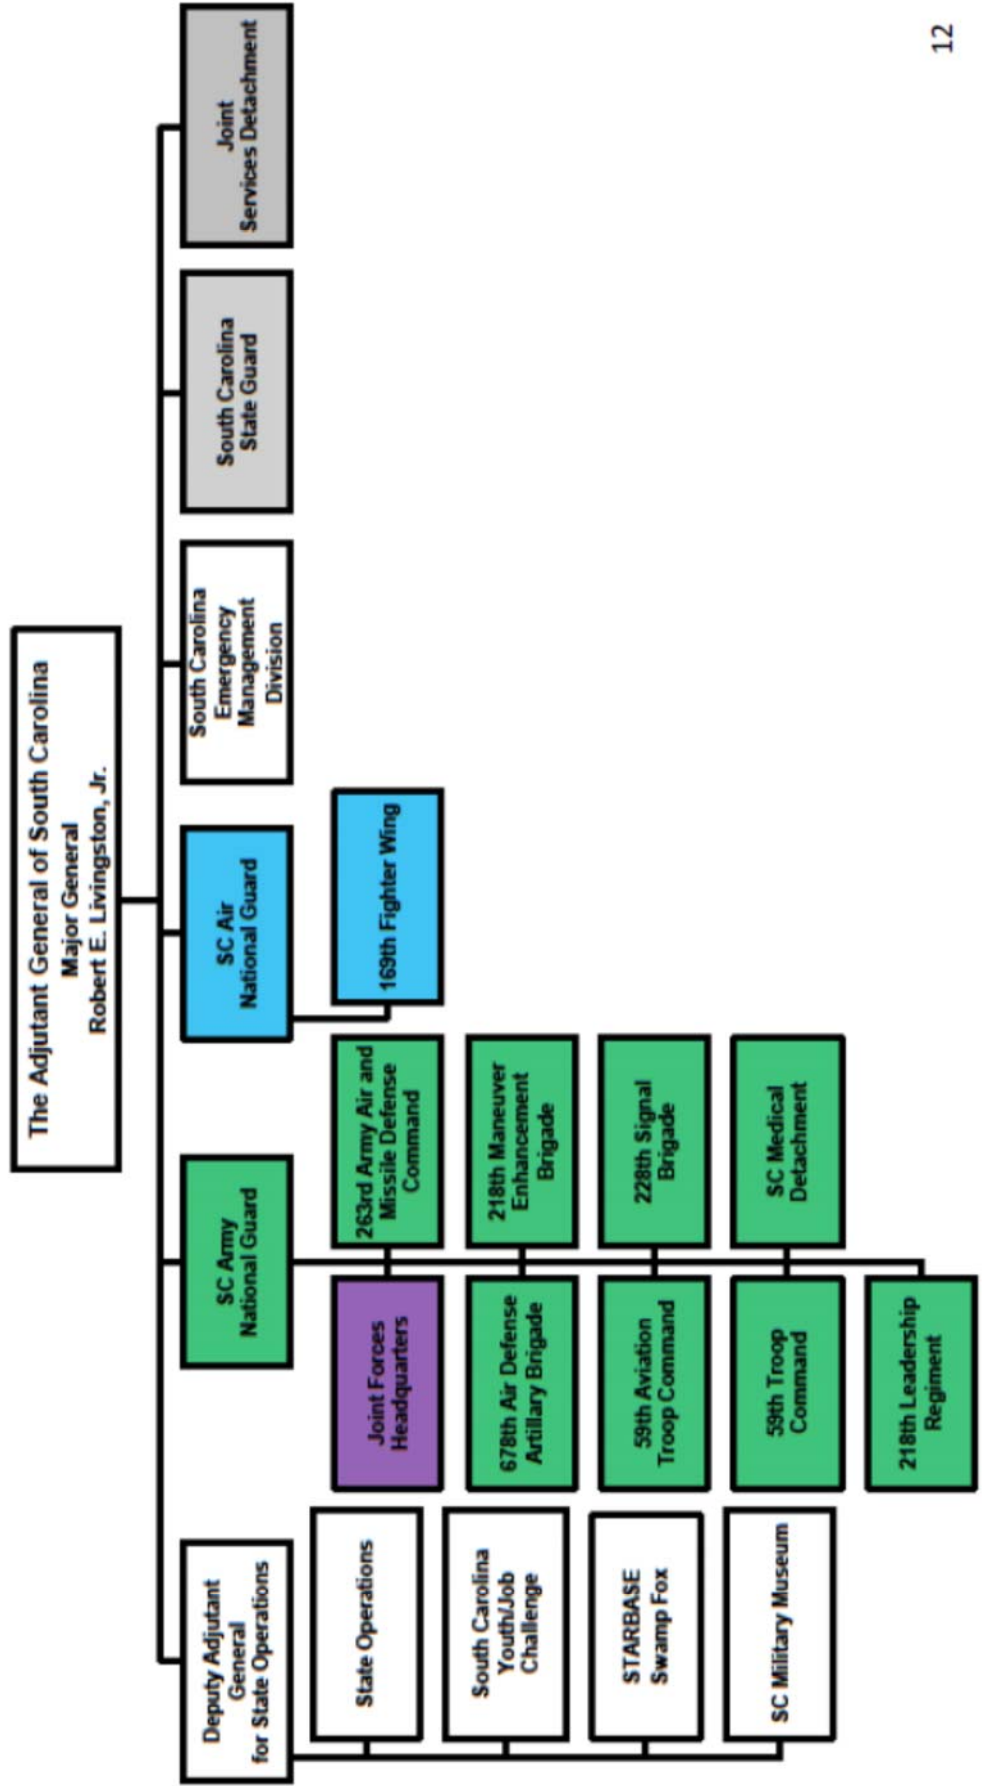 The Adjutant General of South Carolina
Major General
Robert E. Livingston, Jr.
Deputy Adjutant
General
for State Operations
SC Army
National Guard
SC Air
National Guard
South Carolina
Emergency
Management
Division
South Carolina
State Guard
Joint
Services Detachment
State Operations
South Carolina
Youth/Job
Challenge
STARBASE
Swamp Fox
SC Military Museum
Joint Forces
Headquarters
263rd Army Air and
Missile Defense
Command
678th Air Defense
Artillary Brigade
218th Maneuver
Enhancement
Brigade
59th Aviation
Troop Command
228th Signal
Brigade
59th Troop
Command
SC Medical
Detachment
218th Leadership
Regiment
169th Fighter Wing
12